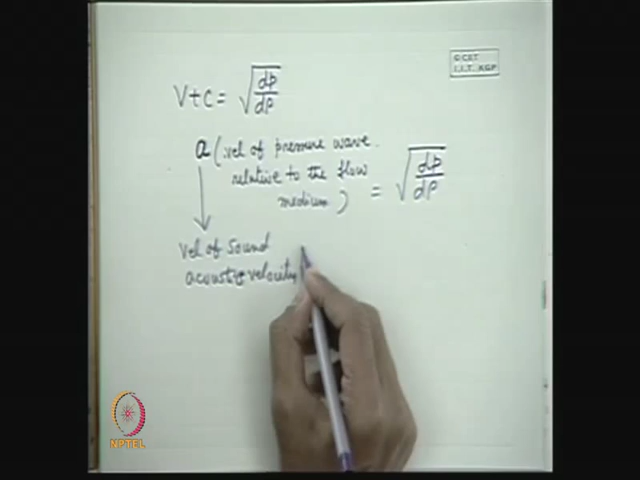 © CET
I.I.T. KGP
V+C = √dp/dρ
a (vel of pressure wave
relative to the flow
medium) = √dp/dρ
vel of sound
acoustic velocity
NPTEL